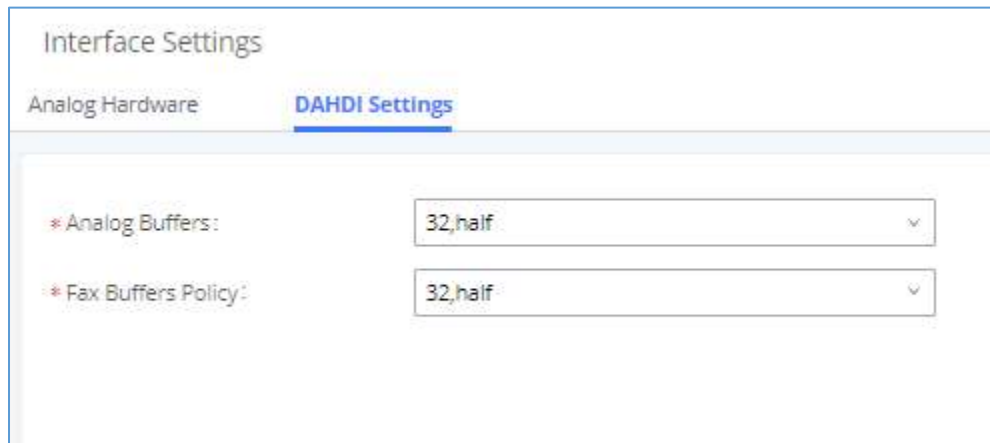 Interface Settings
Analog Hardware DAHDI Settings
* Analog Buffers: 32,half
* Fax Buffers Policy: 32,half